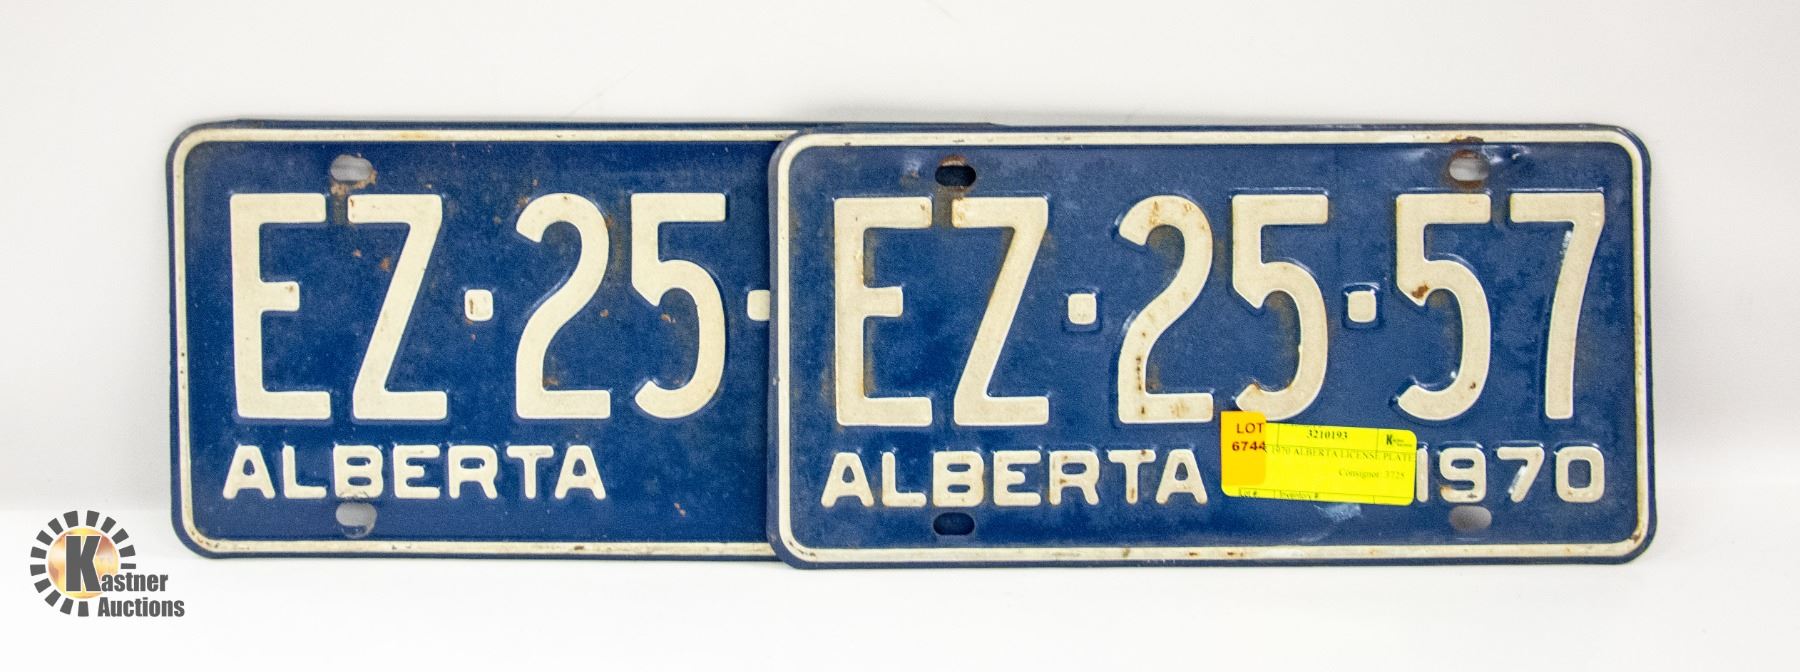 EZ·25·
ALBERTA
EZ·25·57
ALBERTA 1970
LOT
6744
3210193
1970 ALBERTA LICENSE PLATE
Consignor: 3725
Kastner
Auctions